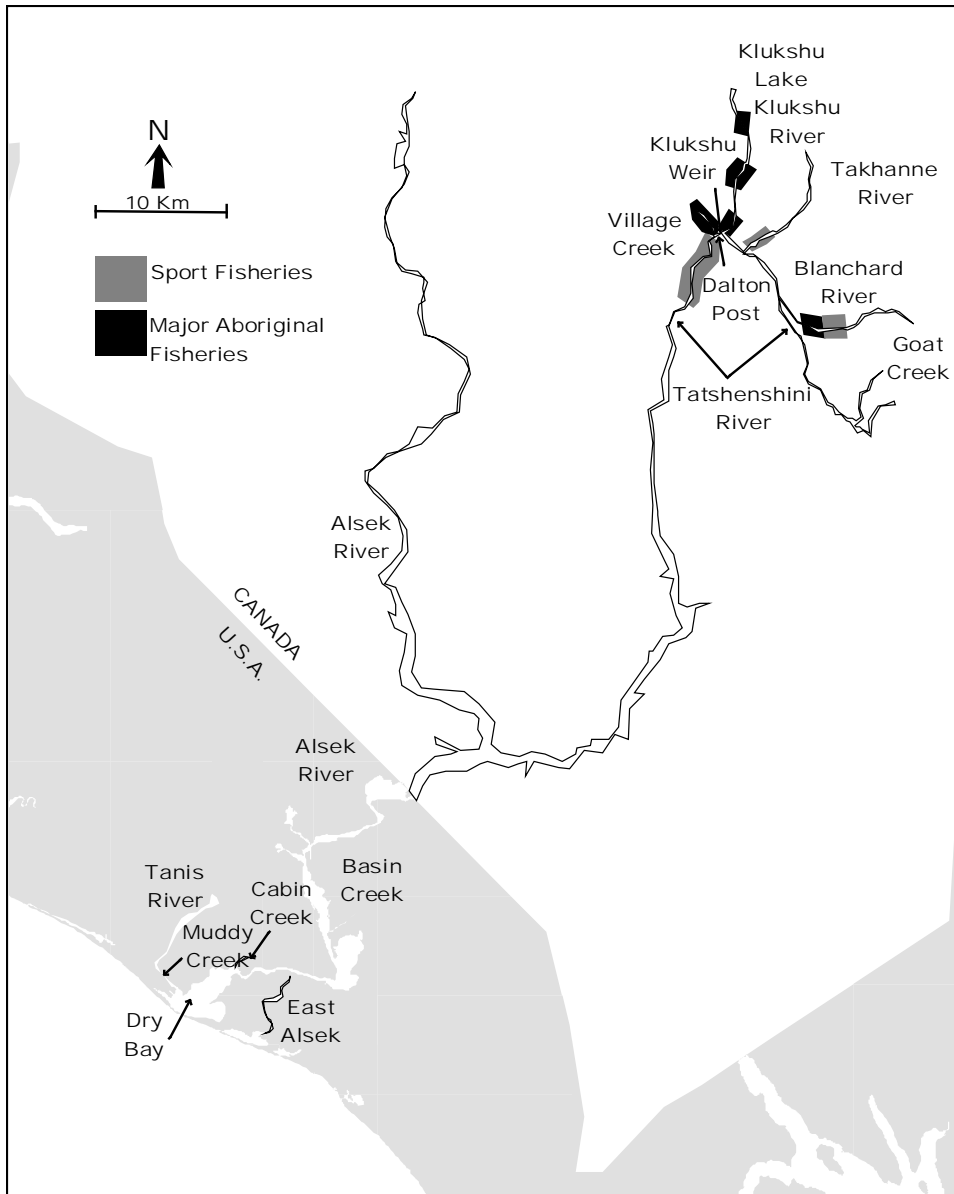 Klukshu
Lake
Klukshu
River
N
Klukshu
Weir
Takhanne
River
10 Km
Village
Creek
Sport Fisheries
Blanchard
River
Dalton
Post
Major Aboriginal
Fisheries
Goat
Creek
Tatshenshini
River
Alsek
River
CANADA
U.S.A.
Alsek
River
Basin
Creek
Tanis
River
Cabin
Creek
Muddy
Creek
East
Alsek
Dry
Bay